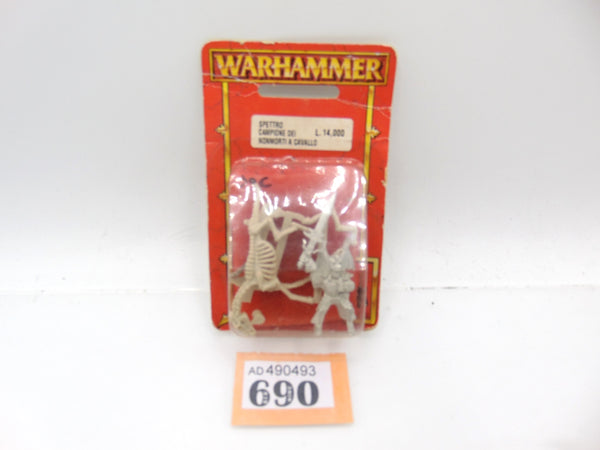 WARHAMMER
SPETTRO
CAMPIONE DEI L. 14,000
NONMORTI A CAVALLO
AD 490493
690